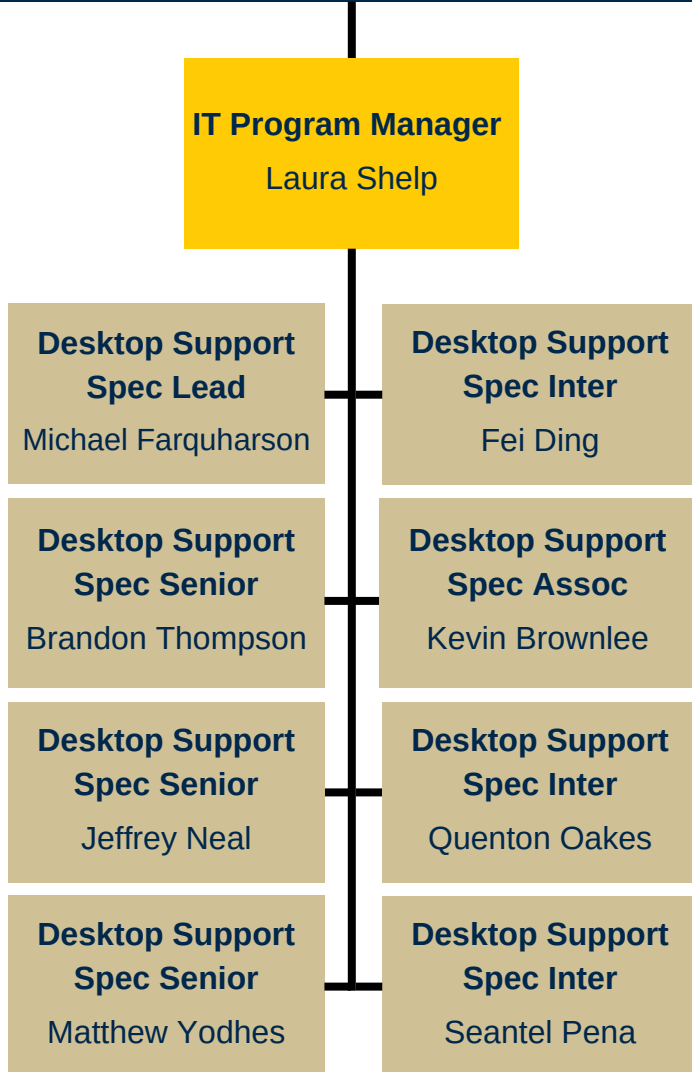 IT Program Manager
Laura Shelp
Desktop Support
Spec Lead
Michael Farquharson
Desktop Support
Spec Inter
Fei Ding
Desktop Support
Spec Senior
Brandon Thompson
Desktop Support
Spec Assoc
Kevin Brownlee
Desktop Support
Spec Senior
Jeffrey Neal
Desktop Support
Spec Inter
Quenton Oakes
Desktop Support
Spec Senior
Matthew Yodhes
Desktop Support
Spec Inter
Seantel Pena